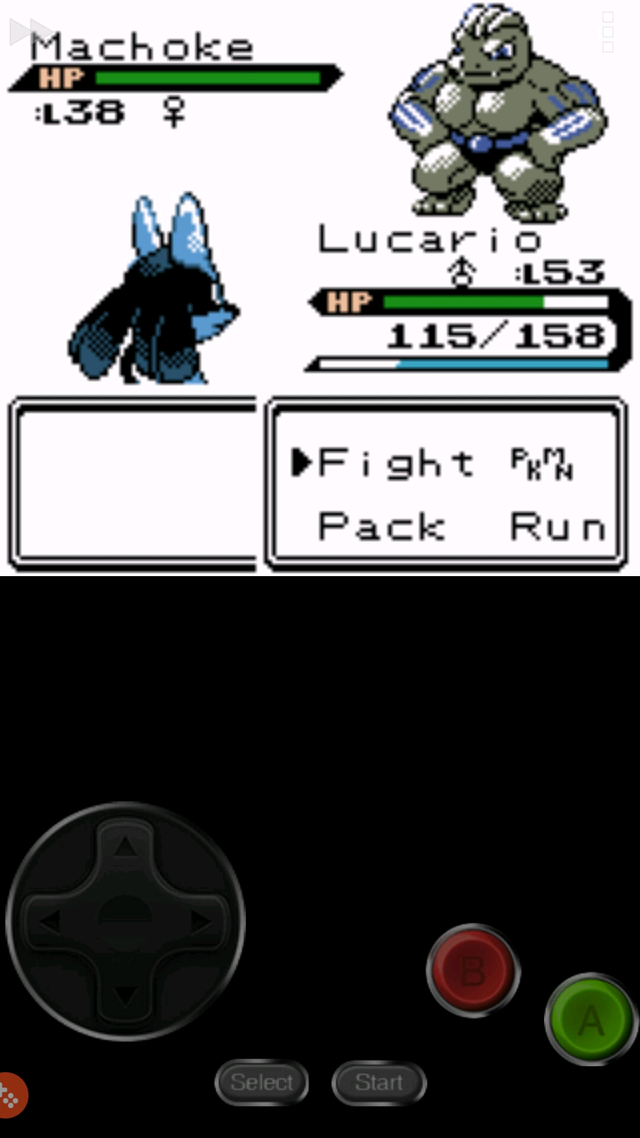 Machoke
HP
:L38 ♀
Lucario
♂ :L53
HP
115/158
▶Fight PKMN
Pack Run
B
A
Select
Start